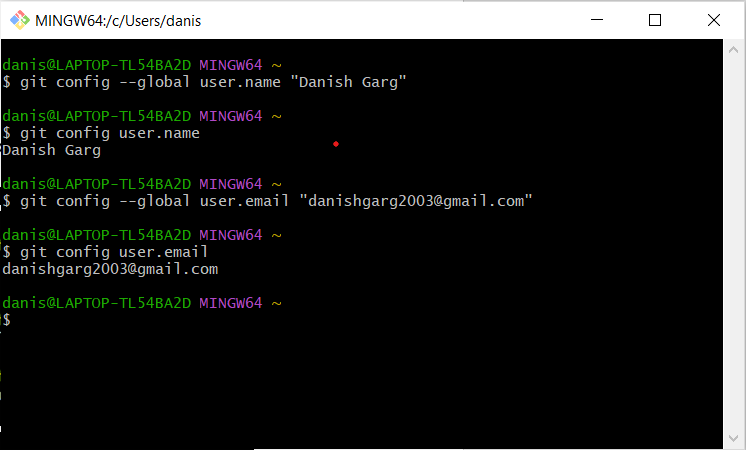 MINGW64:/c/Users/danis
danis@LAPTOP-TL54BA2D MINGW64 ~
$ git config --global user.name "Danish Garg"
danis@LAPTOP-TL54BA2D MINGW64 ~
$ git config user.name
Danish Garg
danis@LAPTOP-TL54BA2D MINGW64 ~
$ git config --global user.email "danishgarg2003@gmail.com"
danis@LAPTOP-TL54BA2D MINGW64 ~
$ git config user.email
danishgarg2003@gmail.com
danis@LAPTOP-TL54BA2D MINGW64 ~
$